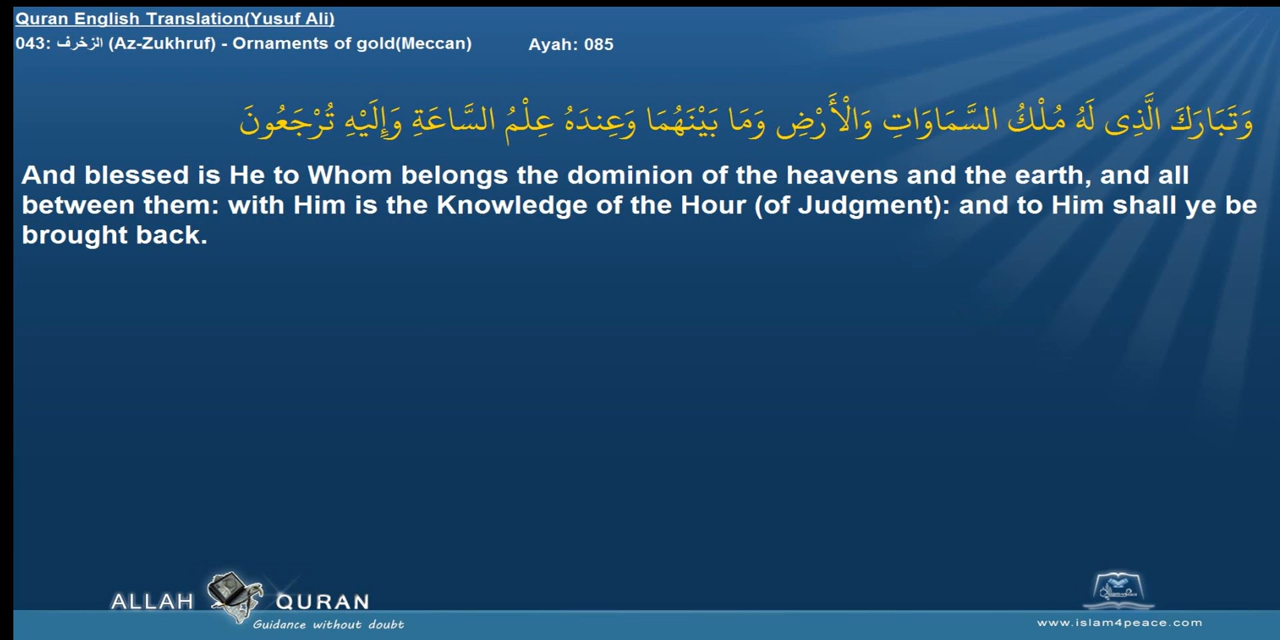 Quran English Translation(Yusuf Ali)
043: الزخرف (Az-Zukhruf) - Ornaments of gold(Meccan) Ayah: 085
وَتَبَارَكَ الَّذِى لَهُ مُلْكُ السَّمَاوَاتِ وَالْأَرْضِ وَمَا بَيْنَهُمَا وَعِندَهُ عِلْمُ السَّاعَةِ وَإِلَيْهِ تُرْجَعُونَ
And blessed is He to Whom belongs the dominion of the heavens and the earth, and all
between them: with Him is the Knowledge of the Hour (of Judgment): and to Him shall ye be
brought back.
ALLAH QURAN
Guidance without doubt
www.islam4peace.com